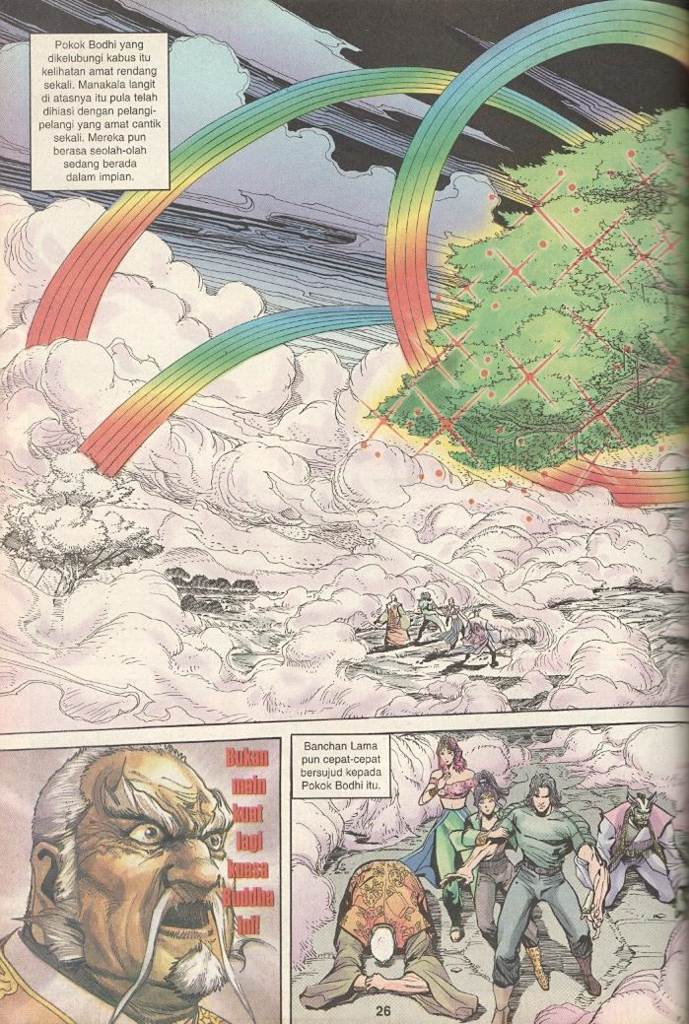 Pokok Bodhi yang
dikelubungi kabus itu
kelihatan amat rendang
sekali. Manakala langit
di atasnya itu pula telah
dihiasi dengan pelangi-
pelangi yang amat cantik
sekali. Mereka pun
berasa seolah-olah
sedang berada
dalam impian.
Bukan
main
kuat
lagi
kuasa
Buddha
ini!
Banchan Lama
pun cepat-cepat
bersujud kepada
Pokok Bodhi itu.
26